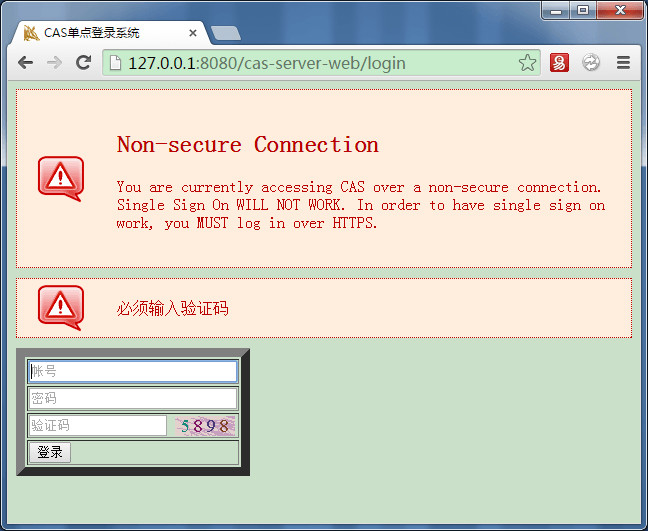 CAS单点登录系统
127.0.0.1:8080/cas-server-web/login
易
Non-secure Connection
You are currently accessing CAS over a non-secure connection.
Single Sign On WILL NOT WORK. In order to have single sign on
work, you MUST log in over HTTPS.
必须输入验证码
帐号
密码
验证码 5898
登录